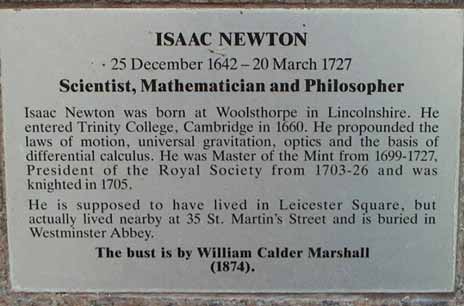 ISAAC NEWTON
25 December 1642 – 20 March 1727
Scientist, Mathematician and Philosopher
Isaac Newton was born at Woolsthorpe in Lincolnshire. He
entered Trinity College, Cambridge in 1660. He propounded the
laws of motion, universal gravitation, optics and the basis of
differential calculus. He was Master of the Mint from 1699-1727,
President of the Royal Society from 1703-26 and was
knighted in 1705.
He is supposed to have lived in Leicester Square, but
actually lived nearby at 35 St. Martin's Street and is buried in
Westminster Abbey.
The bust is by William Calder Marshall
(1874).